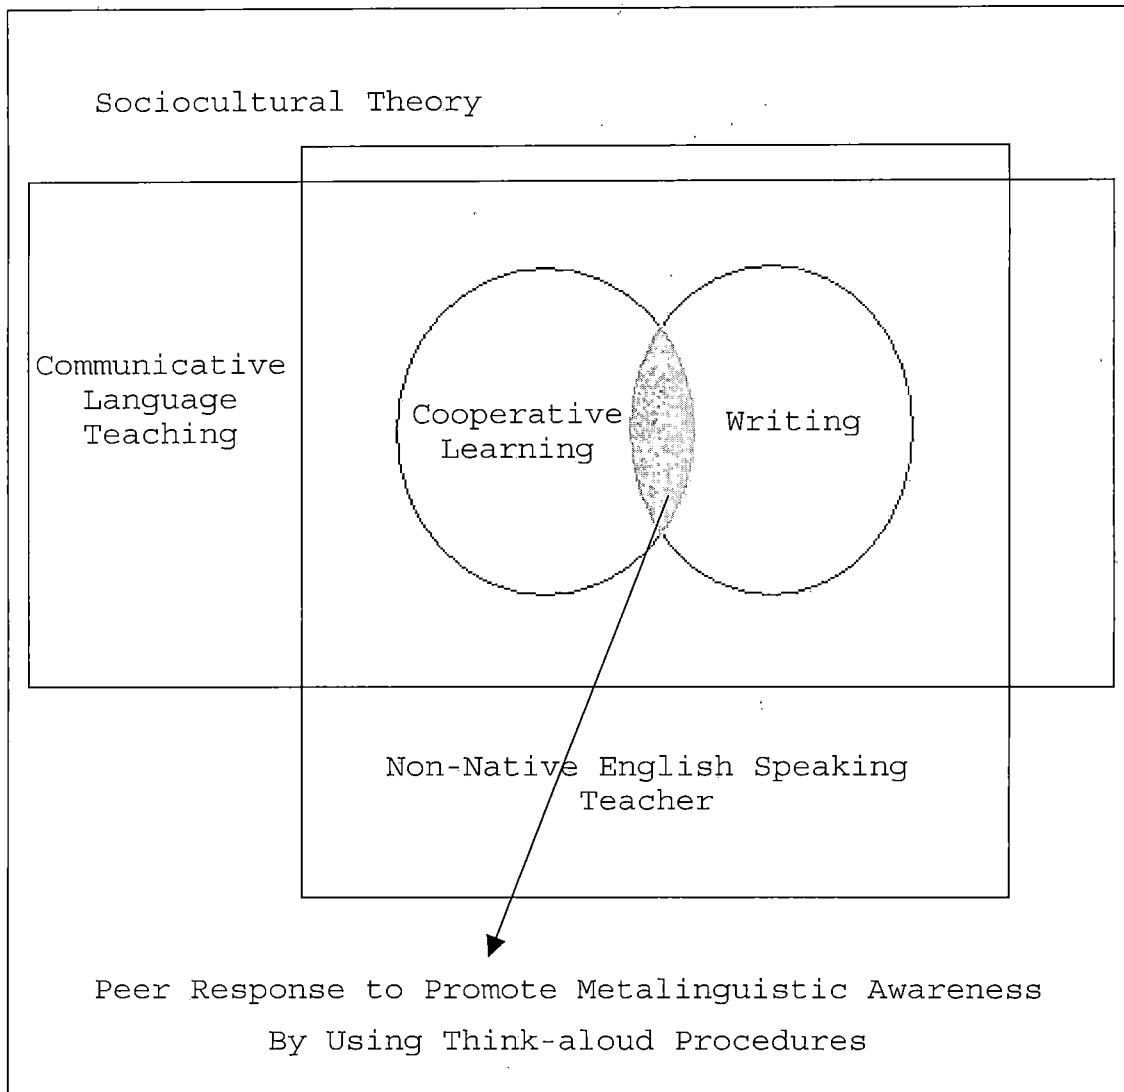 Sociocultural Theory
Communicative
Language
Teaching
Cooperative
Learning
Writing
Non-Native English Speaking
Teacher
Peer Response to Promote Metalinguistic Awareness
By Using Think-aloud Procedures